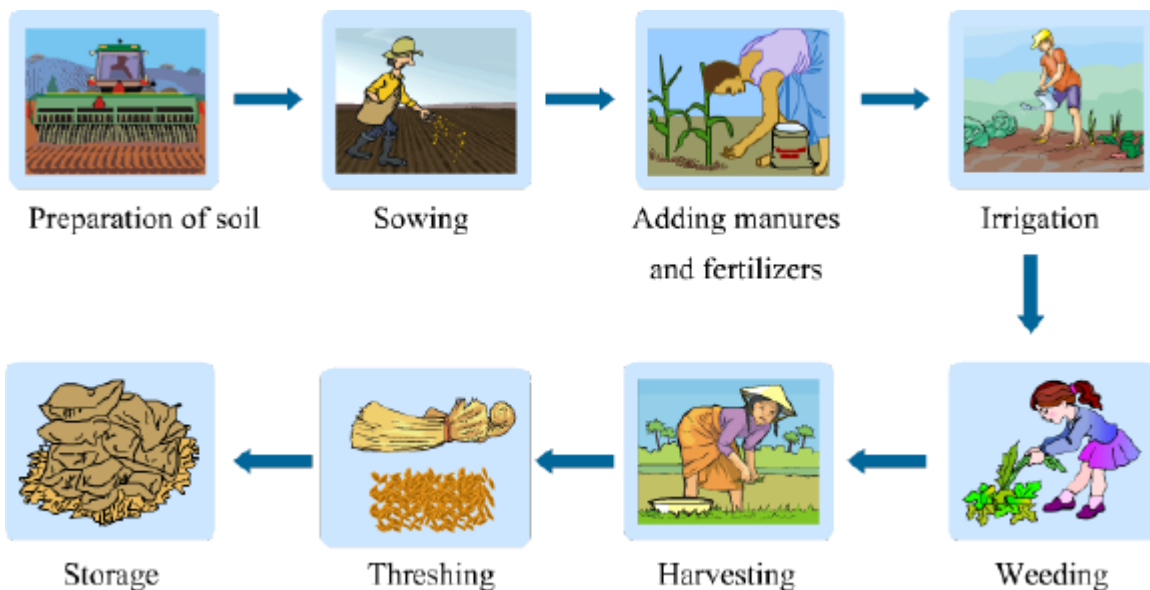 Preparation of soil
Sowing
Adding manures
and fertilizers
Irrigation
Storage
Threshing
Harvesting
Weeding